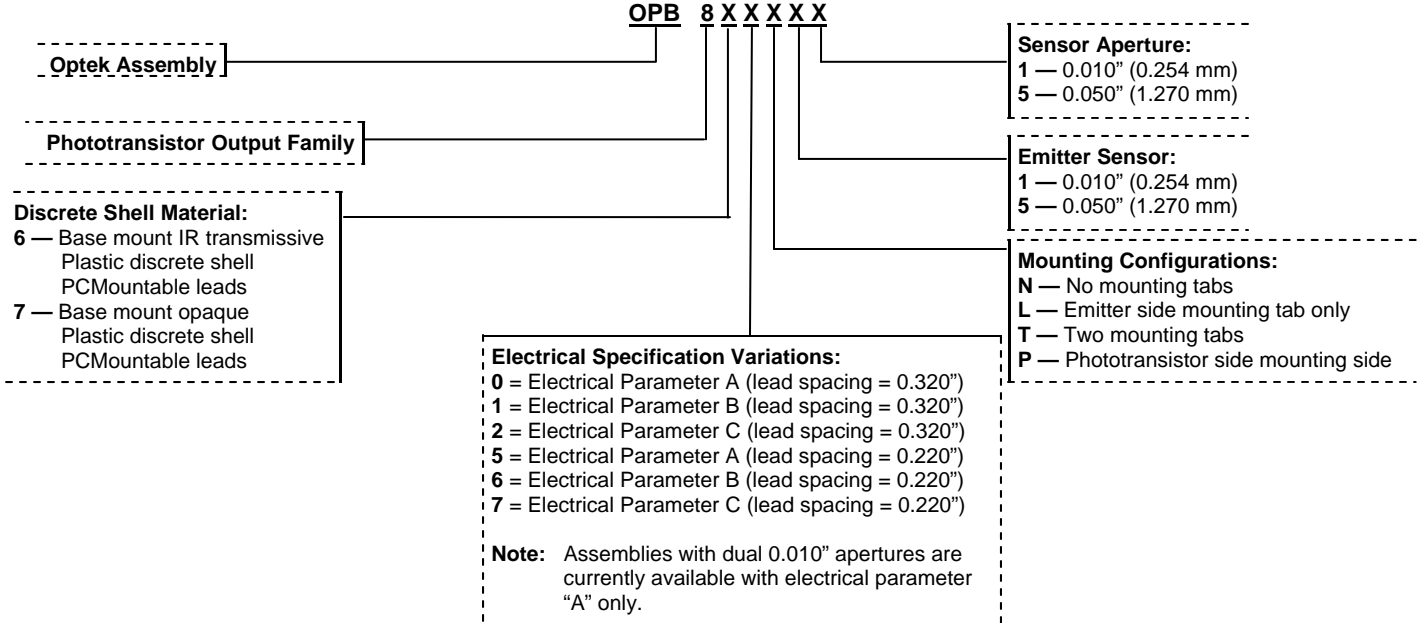 OPB 8 X X X X X
Optek Assembly
Phototransistor Output Family
Discrete Shell Material:
6 — Base mount IR transmissive
Plastic discrete shell
PCMountable leads
7 — Base mount opaque
Plastic discrete shell
PCMountable leads
Electrical Specification Variations:
0 = Electrical Parameter A (lead spacing = 0.320”)
1 = Electrical Parameter B (lead spacing = 0.320”)
2 = Electrical Parameter C (lead spacing = 0.320”)
5 = Electrical Parameter A (lead spacing = 0.220”)
6 = Electrical Parameter B (lead spacing = 0.220”)
7 = Electrical Parameter C (lead spacing = 0.220”)
Note: Assemblies with dual 0.010” apertures are
currently available with electrical parameter
“A” only.
Sensor Aperture:
1 — 0.010” (0.254 mm)
5 — 0.050” (1.270 mm)
Emitter Sensor:
1 — 0.010” (0.254 mm)
5 — 0.050” (1.270 mm)
Mounting Configurations:
N — No mounting tabs
L — Emitter side mounting tab only
T — Two mounting tabs
P — Phototransistor side mounting side